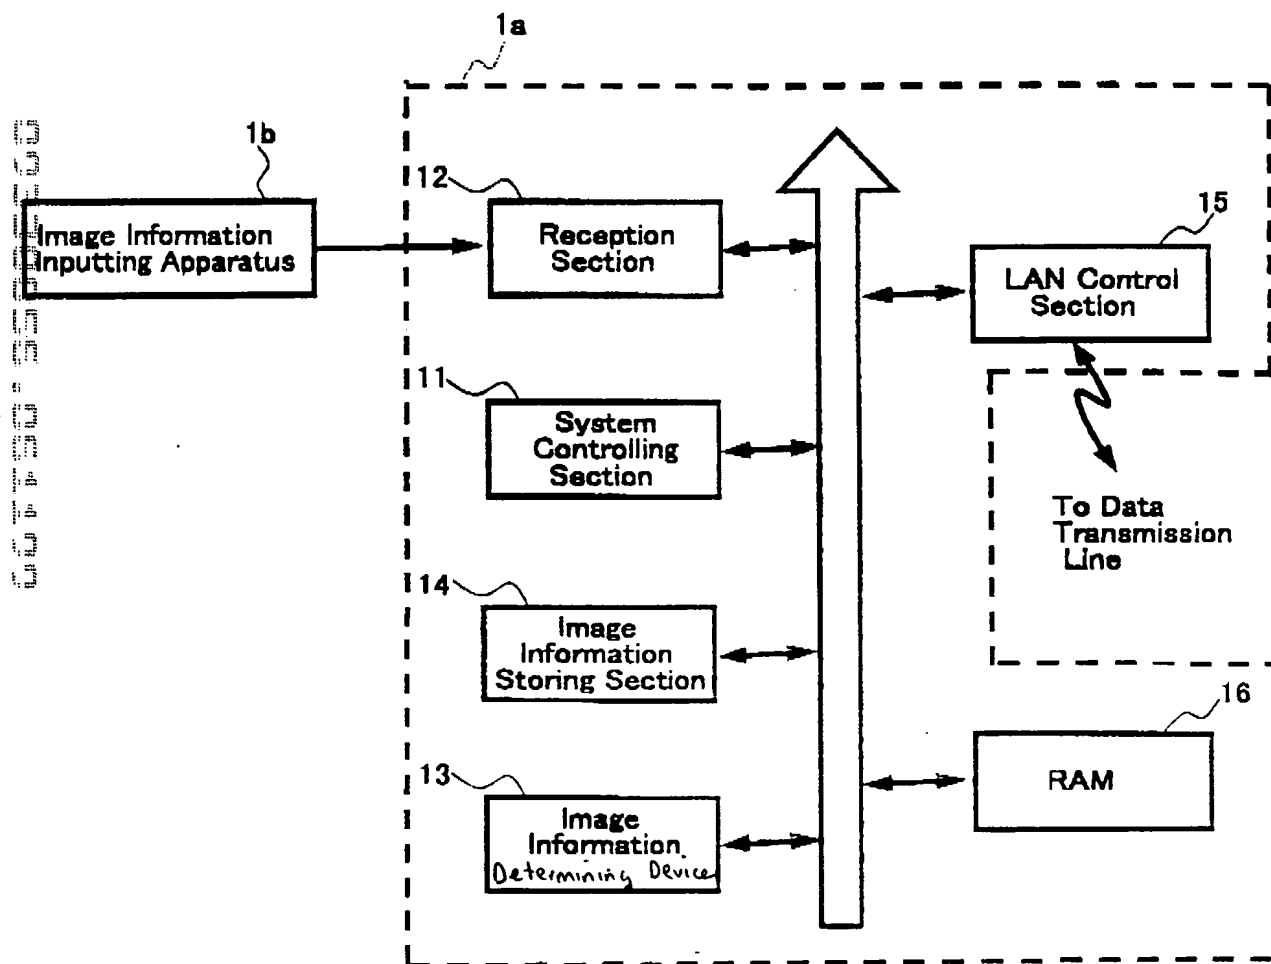 1a
1b
Image Information
Inputting Apparatus
12
Reception
Section
15
LAN Control
Section
11
System
Controlling
Section
To Data
Transmission
Line
14
Image
Information
Storing Section
16
RAM
13
Image
Information
Determining Device